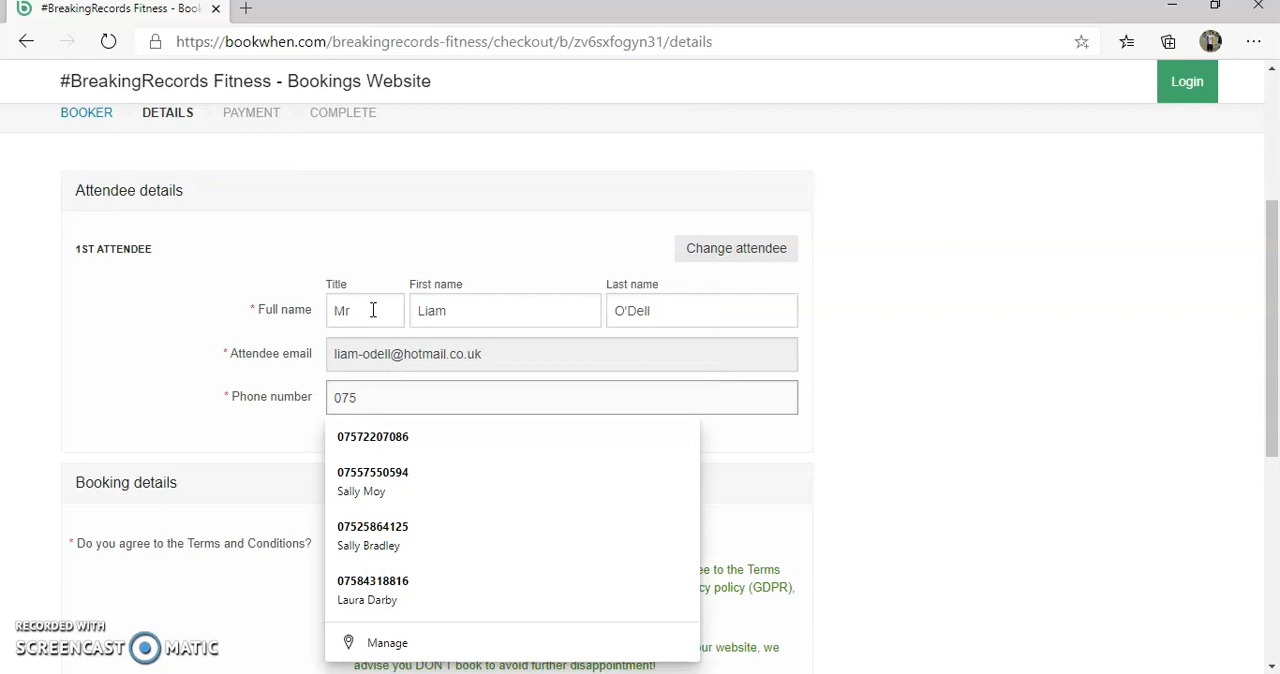 #BreakingRecords Fitness - Book
https://bookwhen.com/breakingrecords-fitness/checkout/b/zv6sxfogyn31/details
#BreakingRecords Fitness - Bookings Website
Login
BOOKER DETAILS PAYMENT COMPLETE
Attendee details
1ST ATTENDEE
Change attendee
Title First name Last name
* Full name Mr Liam O'Dell
* Attendee email liam-odell@hotmail.co.uk
* Phone number 075
07572207086
07557550594
Sally Moy
07525864125
Sally Bradley
07584318816
Laura Darby
Manage
Booking details
* Do you agree to the Terms and Conditions?
ee to the Terms
cy policy (GDPR),
our website, we
advise you DON'T book to avoid further disappointment!
RECORDED WITH
SCREENCAST MATIC